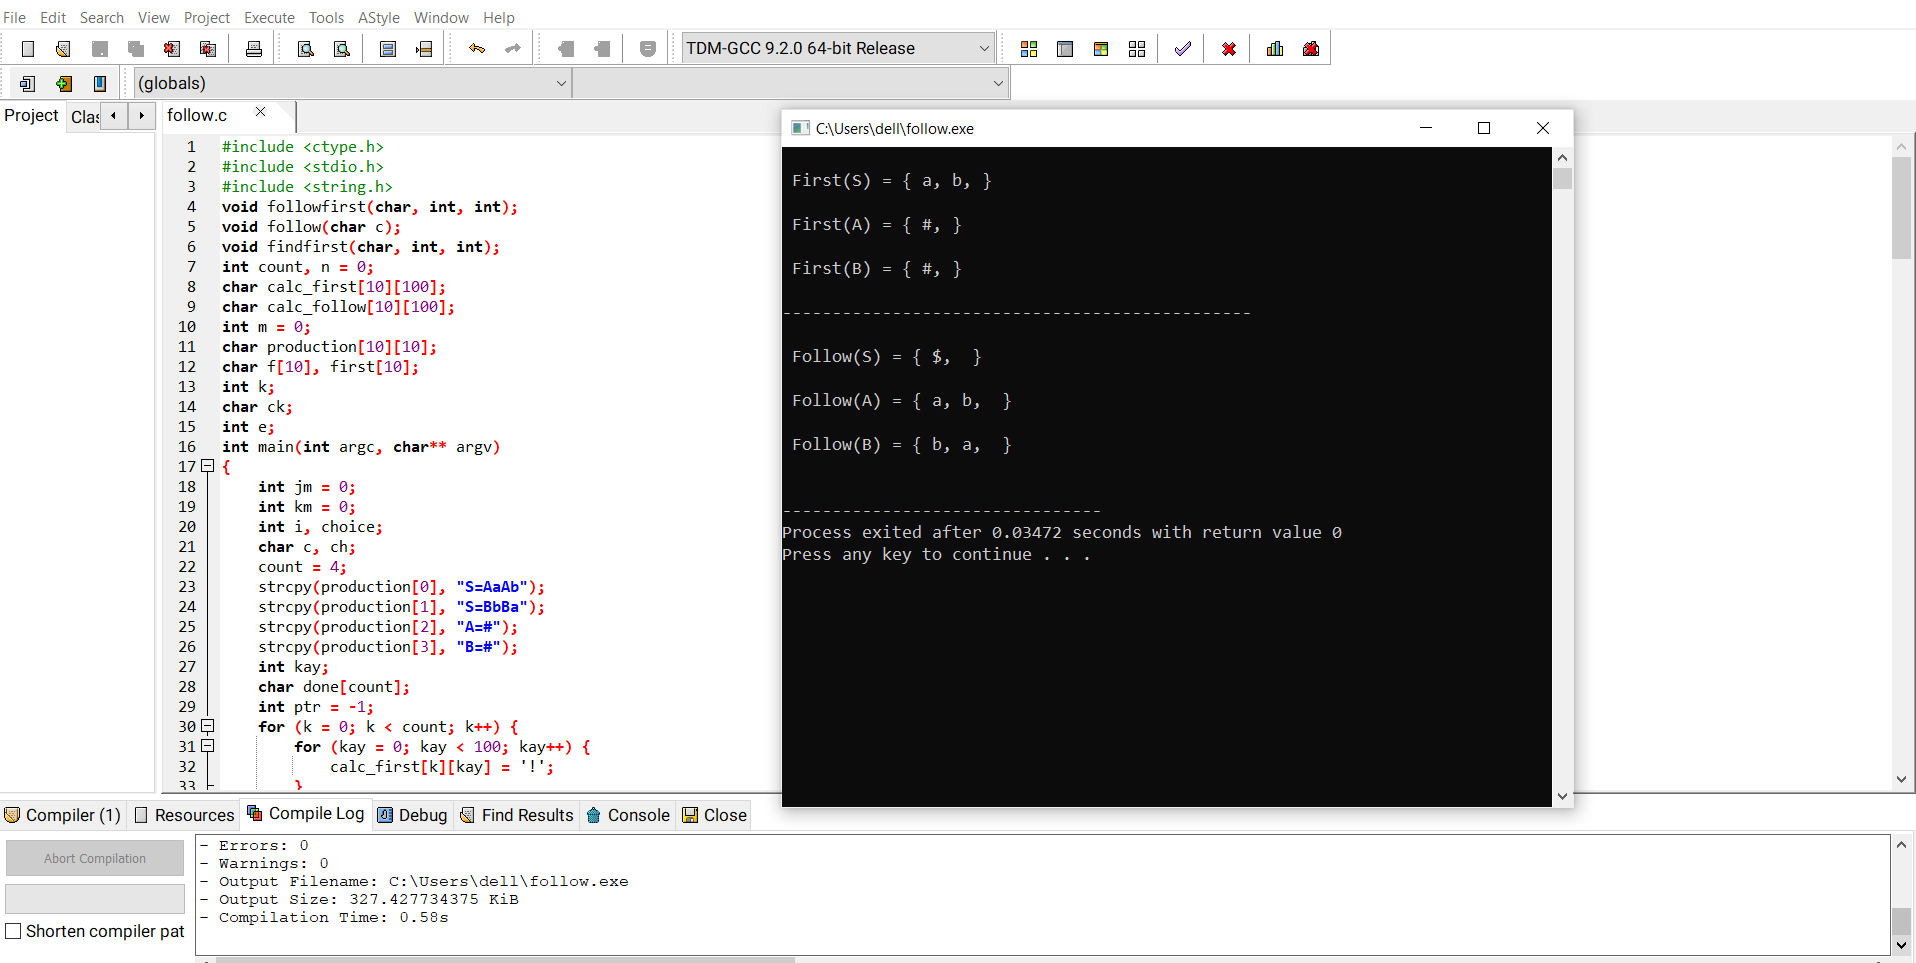 File Edit Search View Project Execute Tools AStyle Window Help
TDM-GCC 9.2.0 64-bit Release
(globals)
Project Clas follow.c
1 #include <ctype.h>
2 #include <stdio.h>
3 #include <string.h>
4 void followfirst(char, int, int);
5 void follow(char c);
6 void findfirst(char, int, int);
7 int count, n = 0;
8 char calc_first[10][100];
9 char calc_follow[10][100];
10 int m = 0;
11 char production[10][10];
12 char f[10], first[10];
13 int k;
14 char ck;
15 int e;
16 int main(int argc, char** argv)
17 {
18 int jm = 0;
19 int km = 0;
20 int i, choice;
21 char c, ch;
22 count = 4;
23 strcpy(production[0], "S=AaAb");
24 strcpy(production[1], "S=BbBa");
25 strcpy(production[2], "A=#");
26 strcpy(production[3], "B=#");
27 int kay;
28 char done[count];
29 int ptr = -1;
30 for (k = 0; k < count; k++) {
31 for (kay = 0; kay < 100; kay++) {
32 calc_first[k][kay] = '!';
33 }
C:\Users\dell\follow.exe
First(S) = { a, b, }
First(A) = { #, }
First(B) = { #, }
-----------------------------------------------
Follow(S) = { $,  }
Follow(A) = { a, b,  }
Follow(B) = { b, a,  }
--------------------------------
Process exited after 0.03472 seconds with return value 0
Press any key to continue . . .
Compiler (1) Resources Compile Log Debug Find Results Console Close
Abort Compilation
Shorten compiler pat
- Errors: 0
- Warnings: 0
- Output Filename: C:\Users\dell\follow.exe
- Output Size: 327.427734375 KiB
- Compilation Time: 0.58s